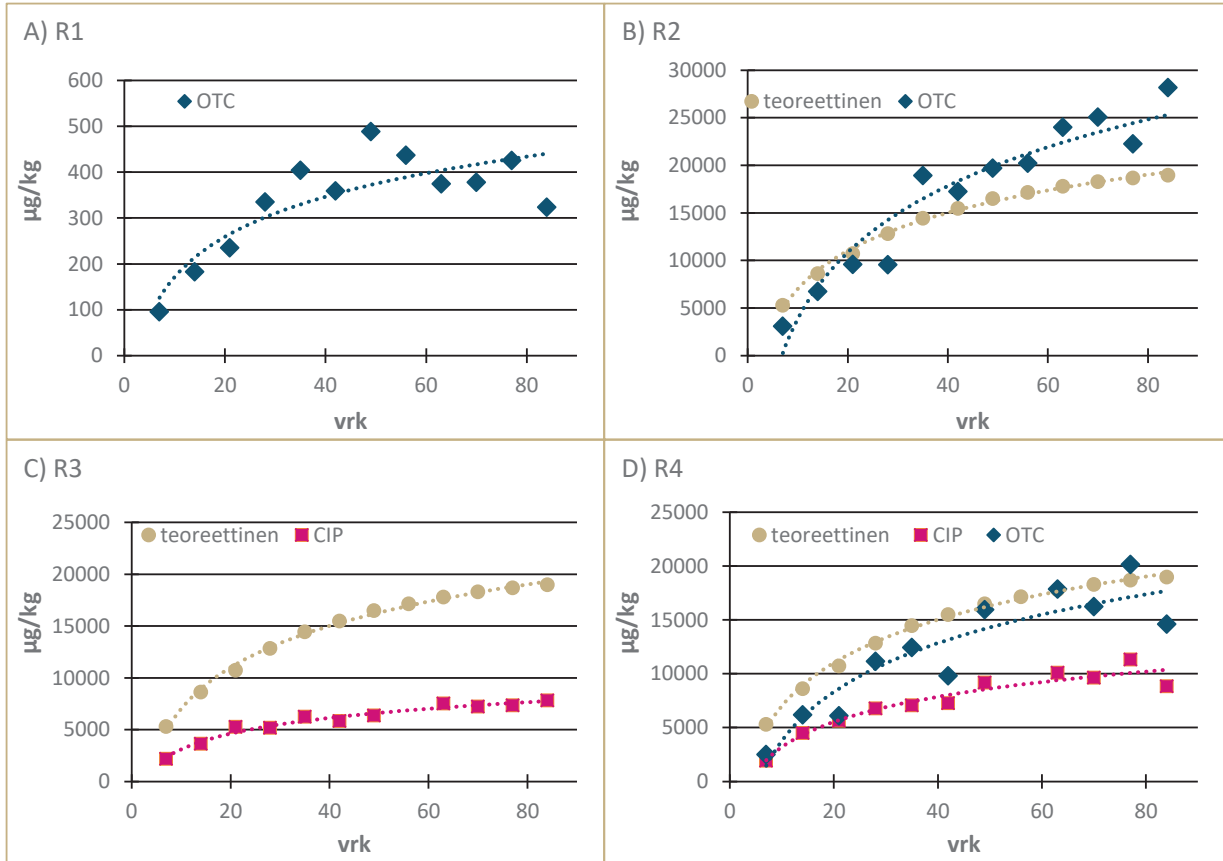 A) R1
600
500
400
300
200
100
0
µg/kg
OTC
0 20 40 60 80
vrk
B) R2
30000
25000
20000
15000
10000
5000
0
µg/kg
teoreettinen OTC
0 20 40 60 80
vrk
C) R3
25000
20000
15000
10000
5000
0
µg/kg
teoreettinen CIP
0 20 40 60 80
vrk
D) R4
25000
20000
15000
10000
5000
0
µg/kg
teoreettinen CIP OTC
0 20 40 60 80
vrk